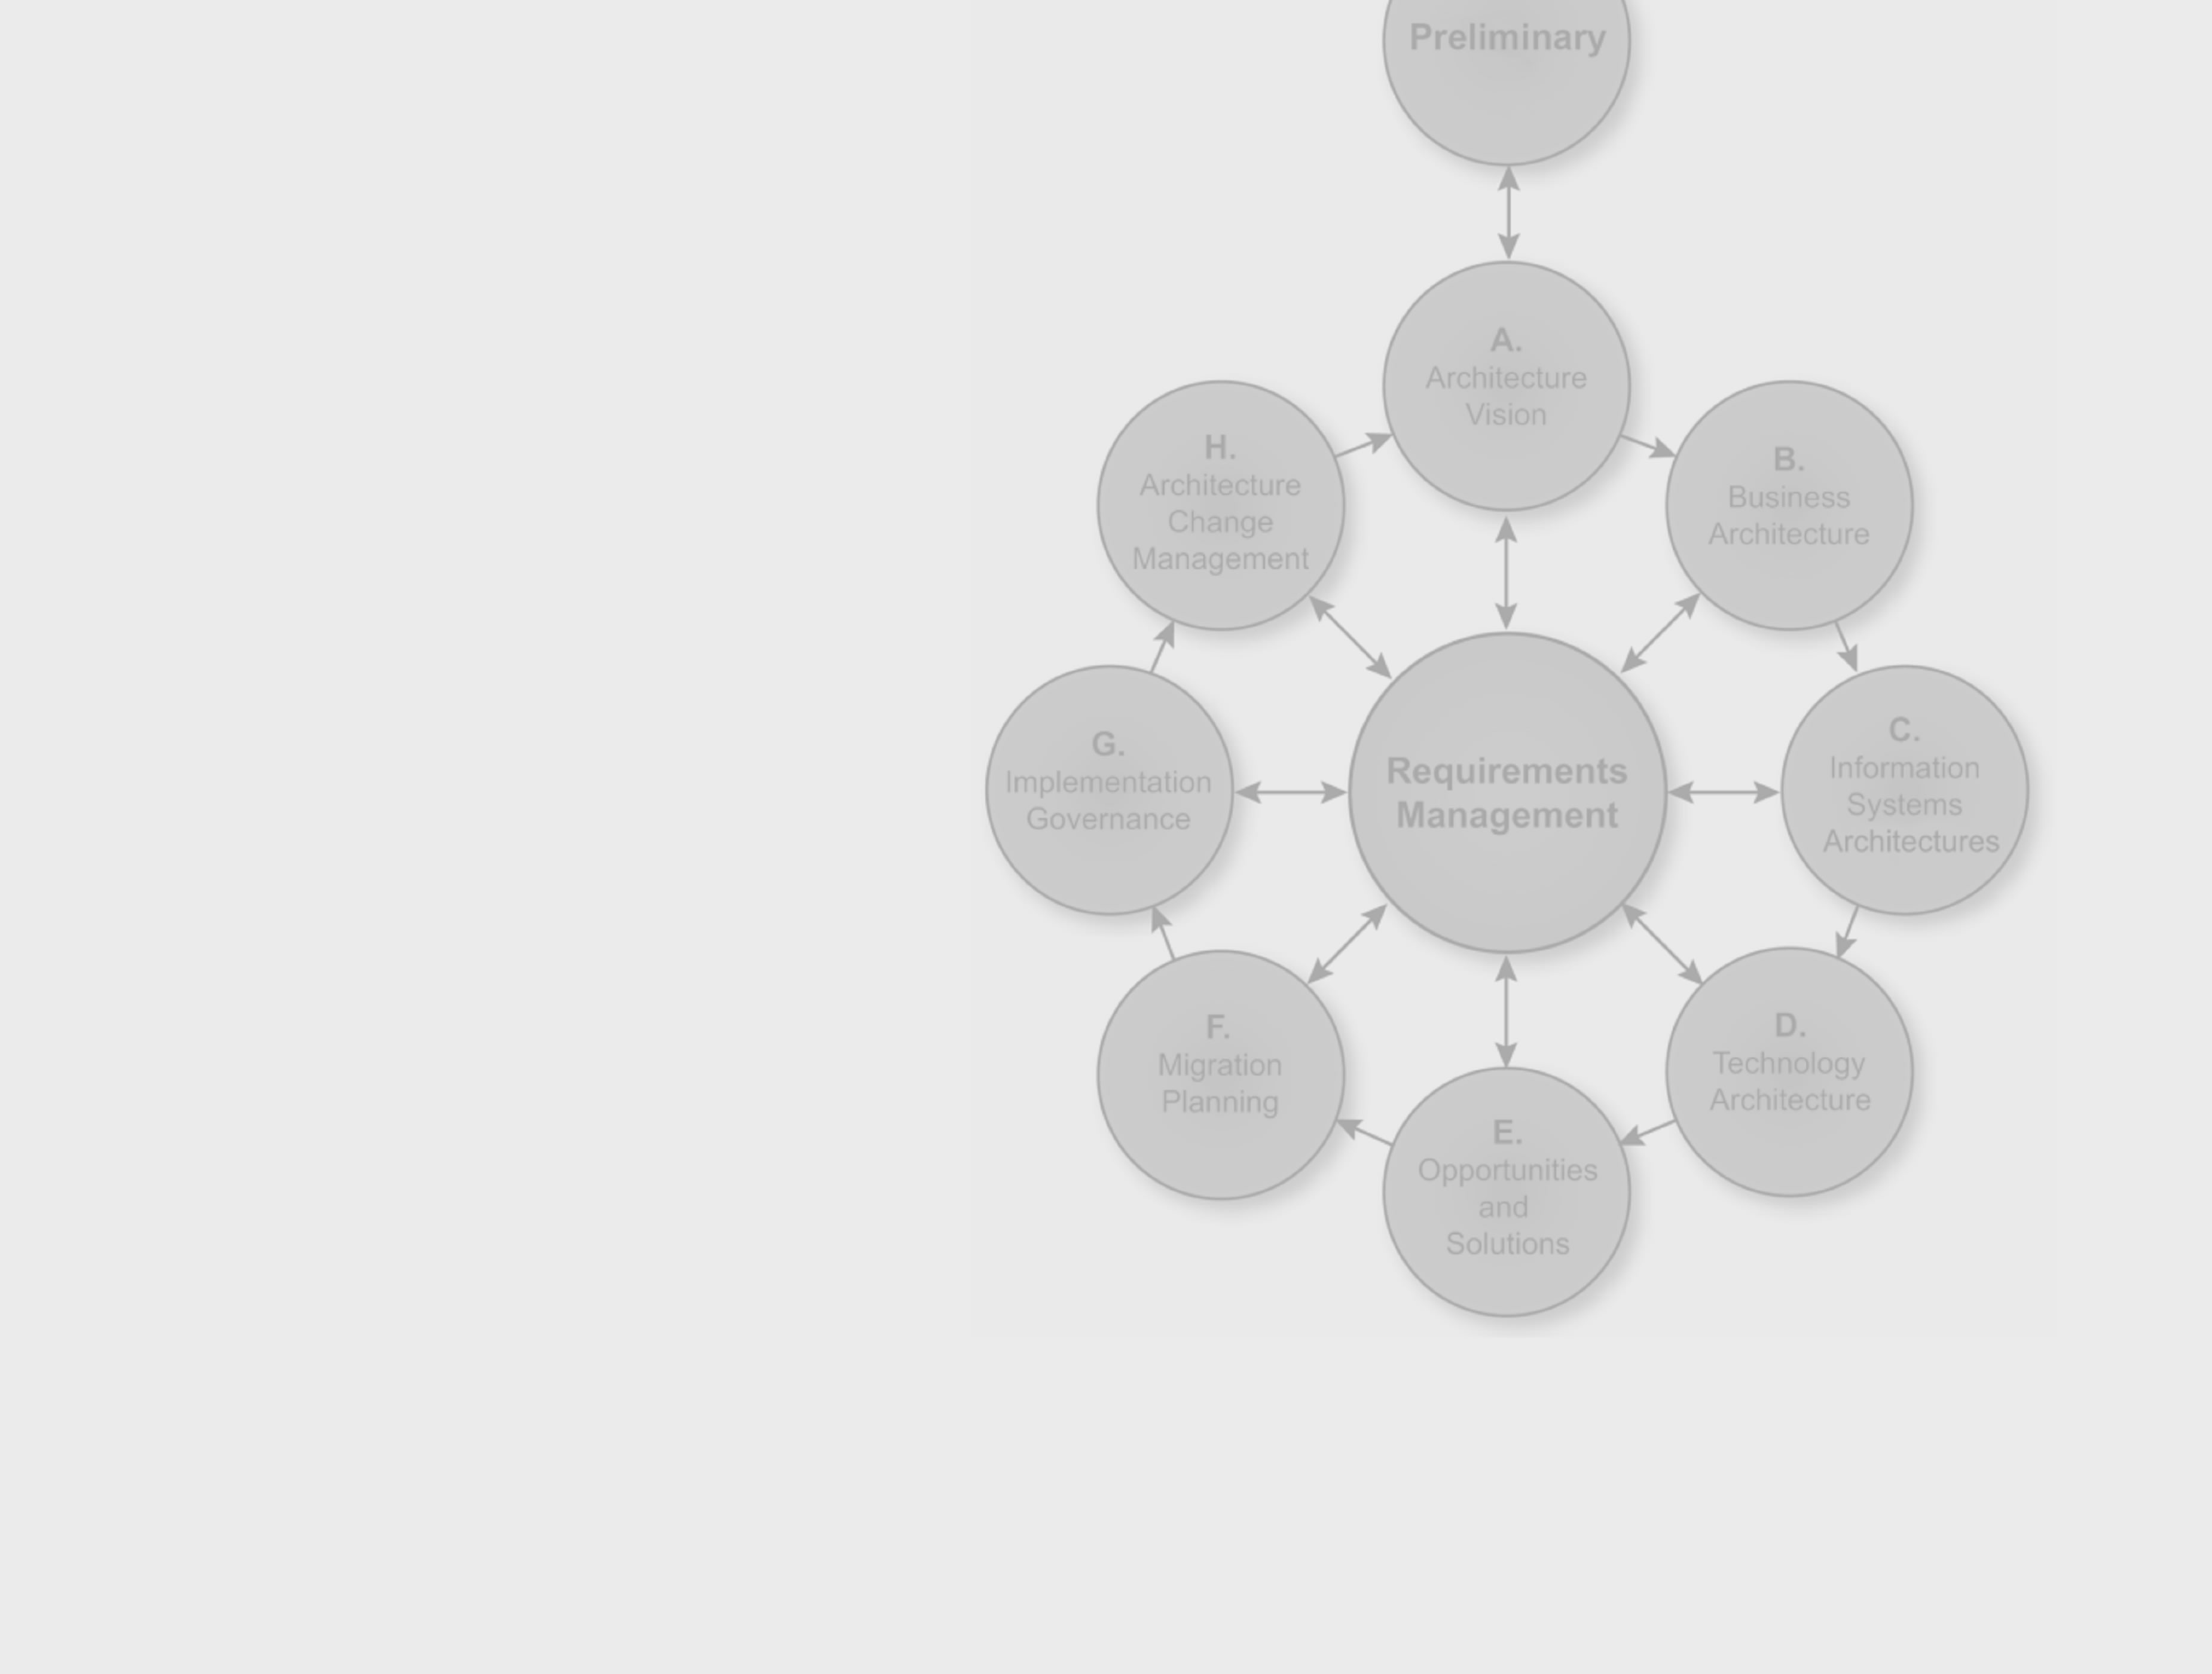 Preliminary
A.
Architecture
Vision
B.
Business
Architecture
C.
Information
Systems
Architectures
D.
Technology
Architecture
E.
Opportunities
and
Solutions
F.
Migration
Planning
G.
Implementation
Governance
H.
Architecture
Change
Management
Requirements
Management